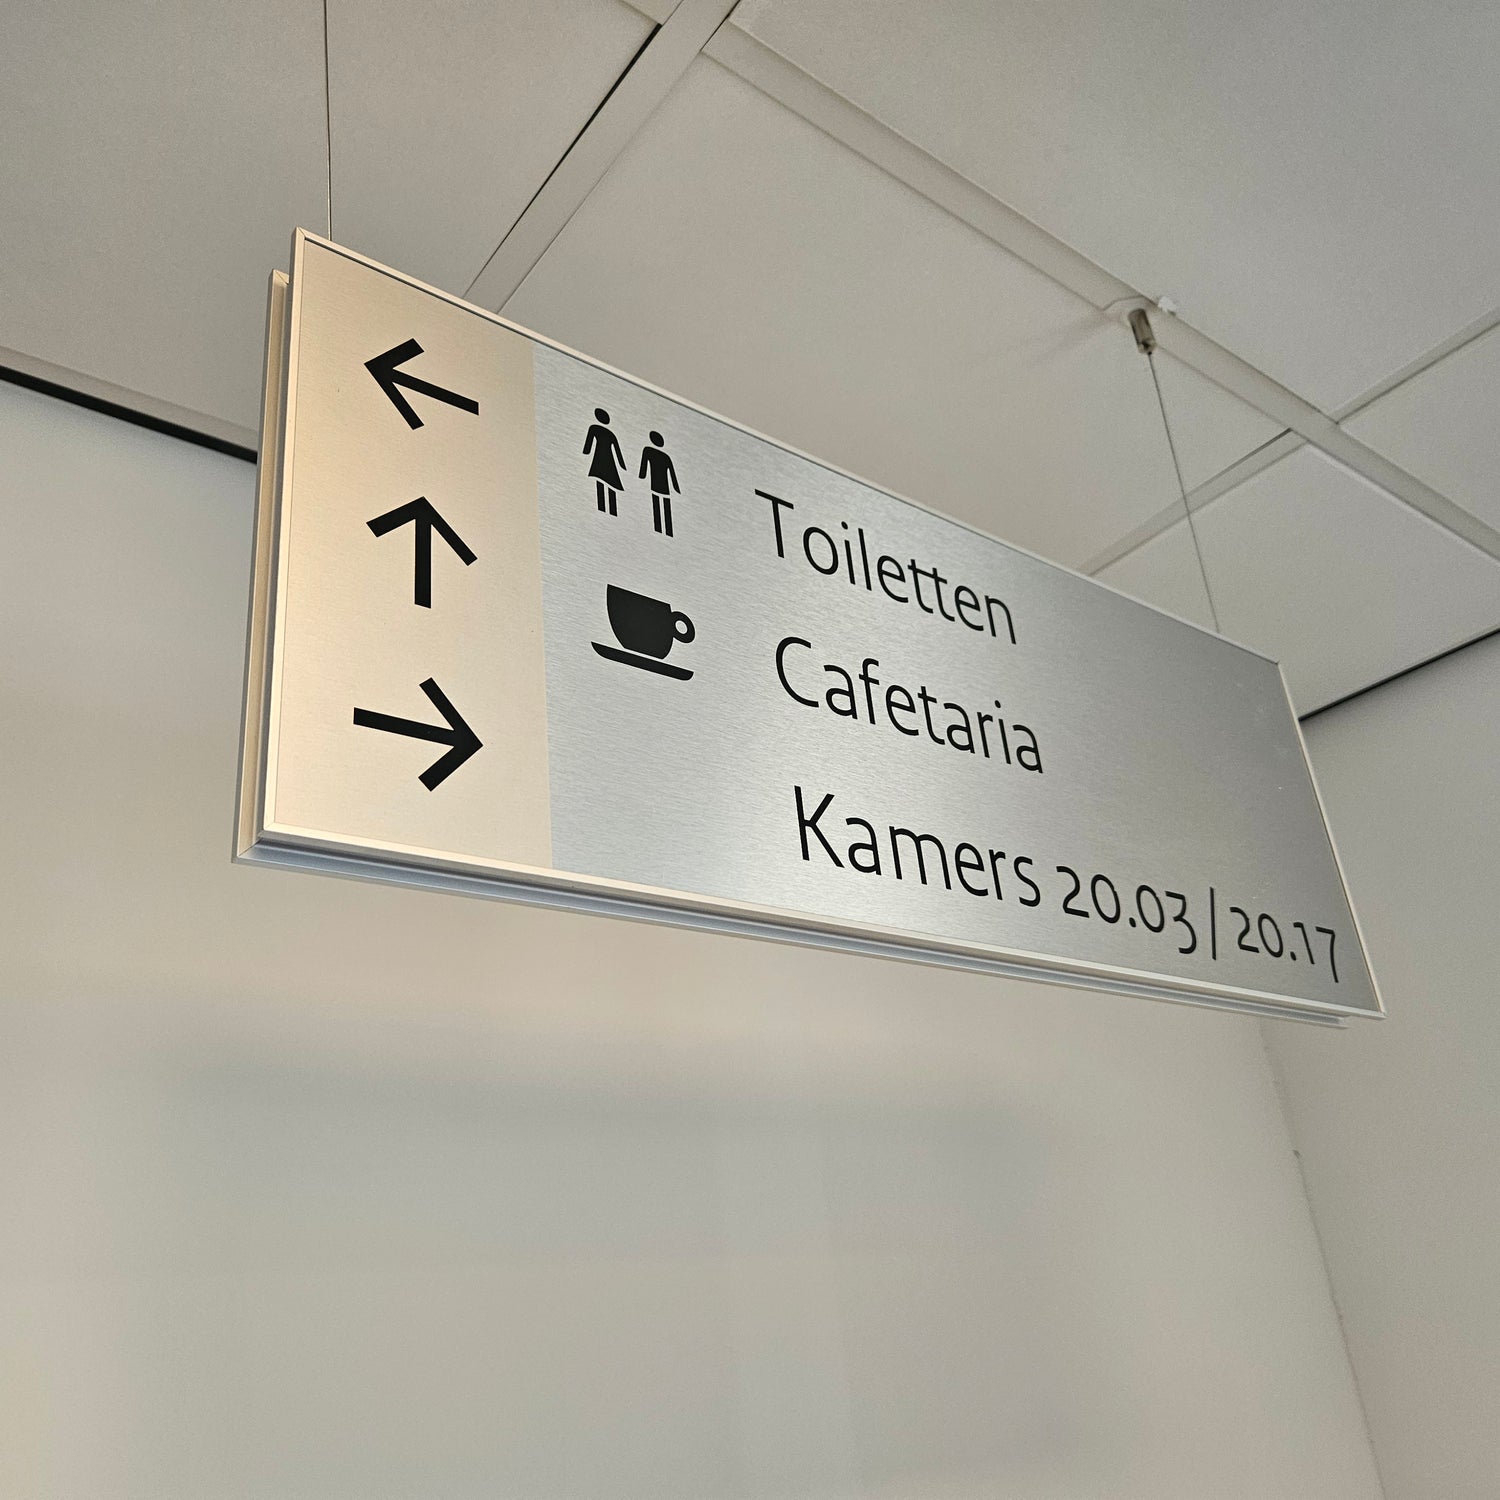 Toiletten
Cafetaria
Kamers 20.03 | 20.17